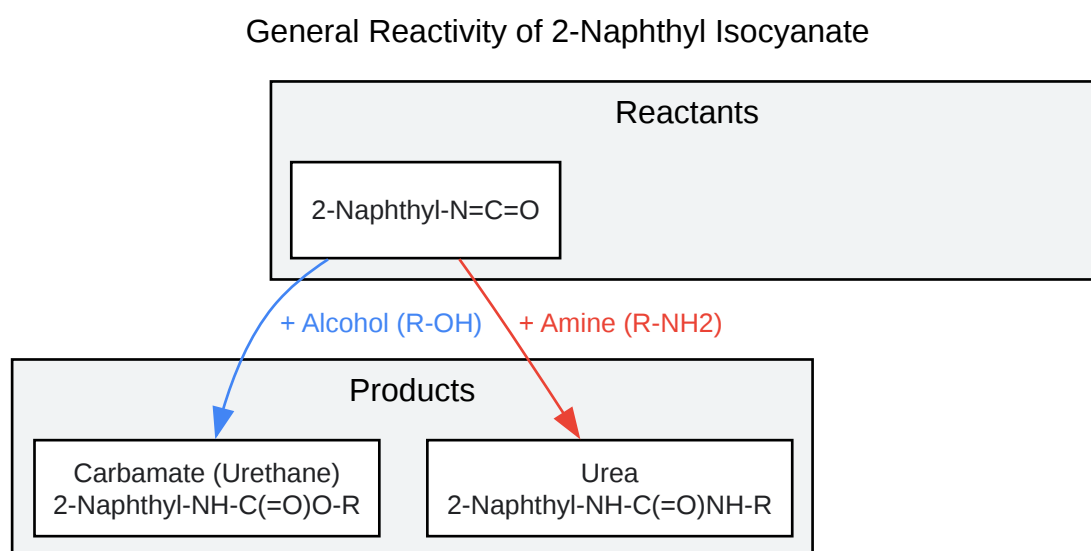 General Reactivity of 2-Naphthyl Isocyanate
Reactants
2-Naphthyl-N=C=O
+ Alcohol (R-OH)
+ Amine (R-NH2)
Products
Carbamate (Urethane)
2-Naphthyl-NH-C(=O)O-R
Urea
2-Naphthyl-NH-C(=O)NH-R